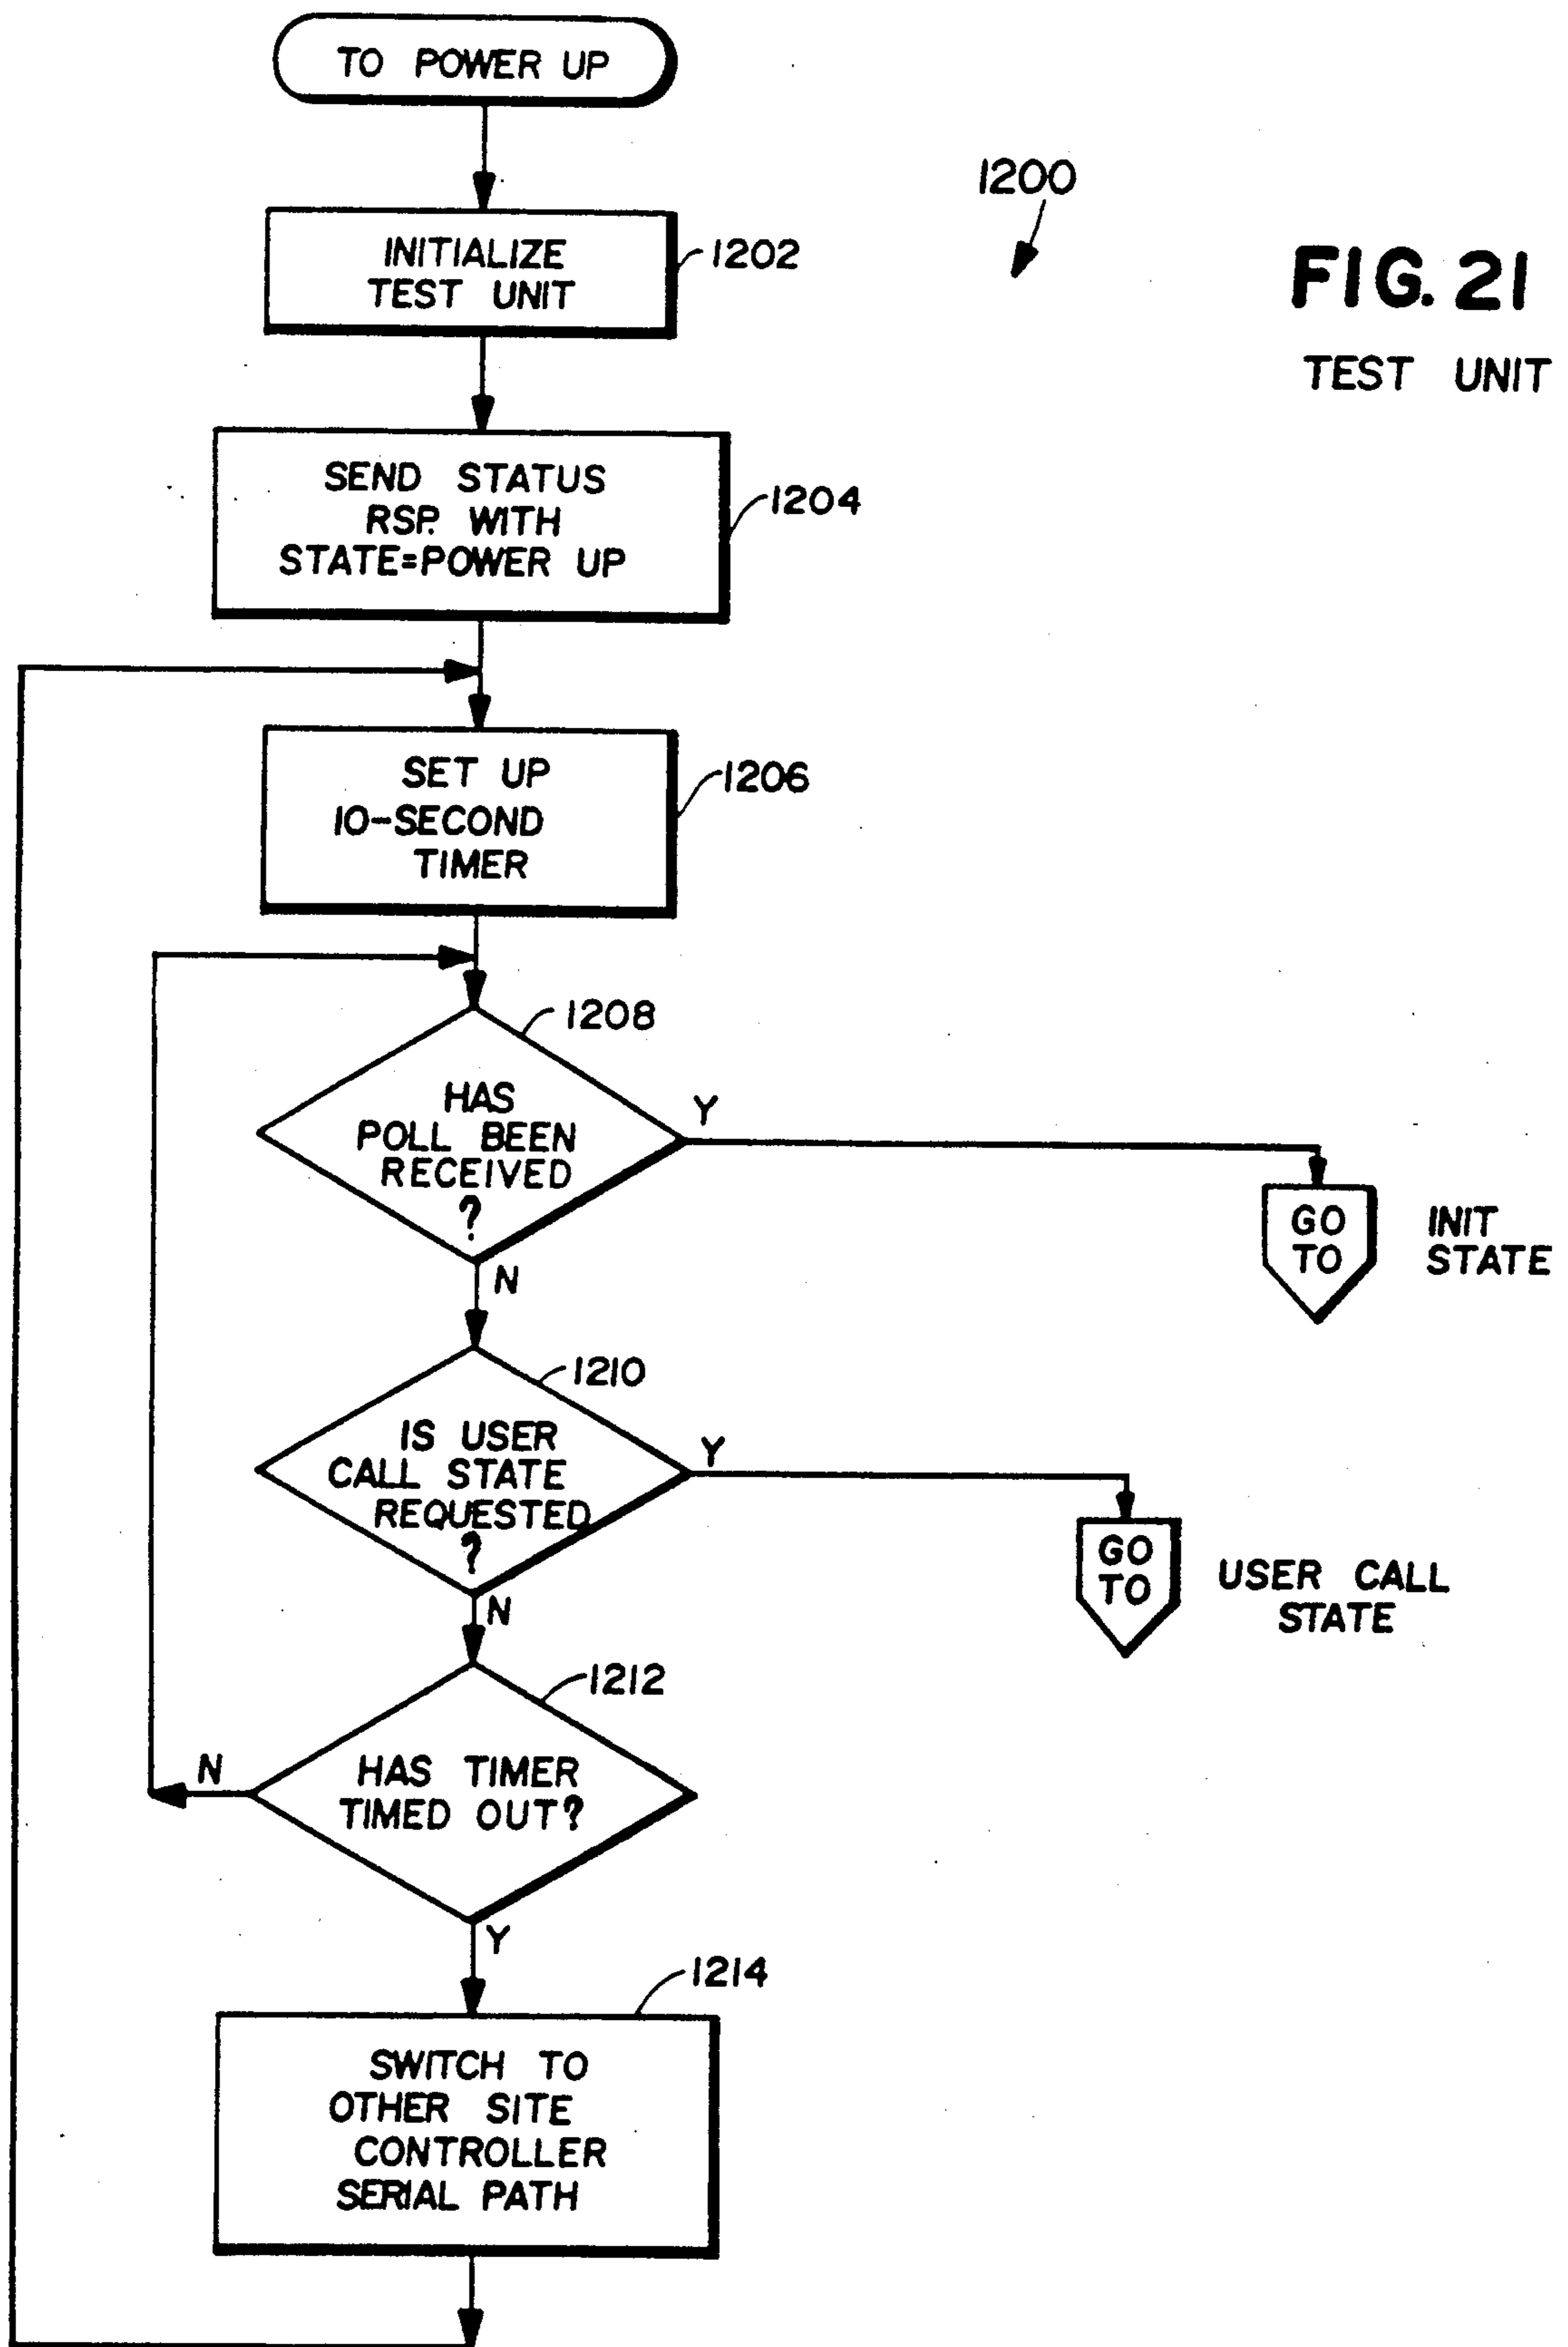 TO POWER UP
1200
FIG. 21
TEST UNIT
INITIALIZE
TEST UNIT
1202
SEND STATUS
RSP. WITH
STATE=POWER UP
1204
SET UP
10-SECOND
TIMER
1206
1208
HAS
POLL BEEN
RECEIVED
?
Y
N
GO
TO
INIT
STATE
1210
IS USER
CALL STATE
REQUESTED
?
Y
N
GO
TO
USER CALL
STATE
1212
HAS TIMER
TIMED OUT?
N
Y
1214
SWITCH TO
OTHER SITE
CONTROLLER
SERIAL PATH